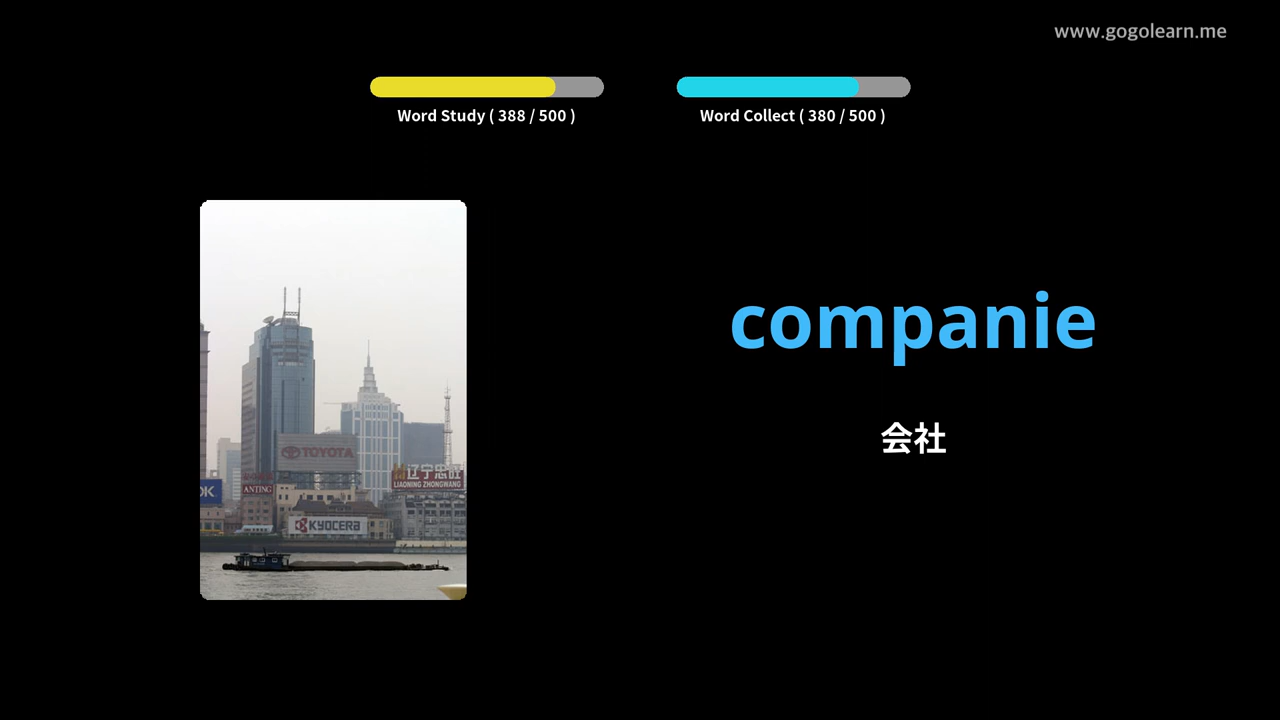 www.gogolearn.me
Word Study ( 388 / 500 )
Word Collect ( 380 / 500 )
companie
会社
TOYOTA
辽宁忠旺
LIAONING ZHONGWANG
OK
ANTING
KYOCERA